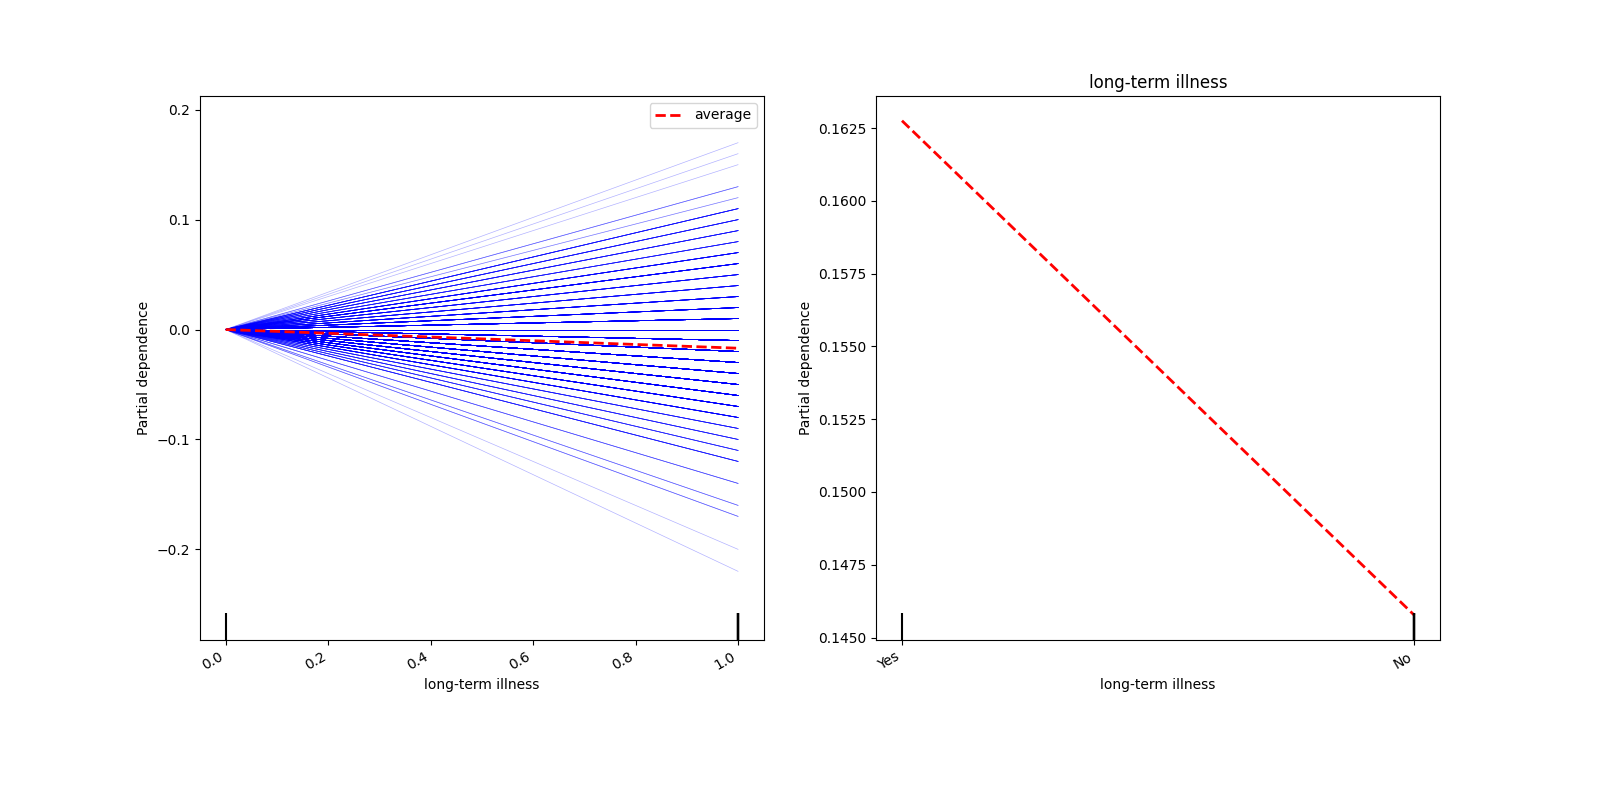 average
0.2
0.1
0.0
−0.1
−0.2
Partial dependence
0.0
0.2
0.4
0.6
0.8
1.0
long-term illness
long-term illness
0.1625
0.1600
0.1575
0.1550
0.1525
0.1500
0.1475
0.1450
Partial dependence
Yes
No
long-term illness